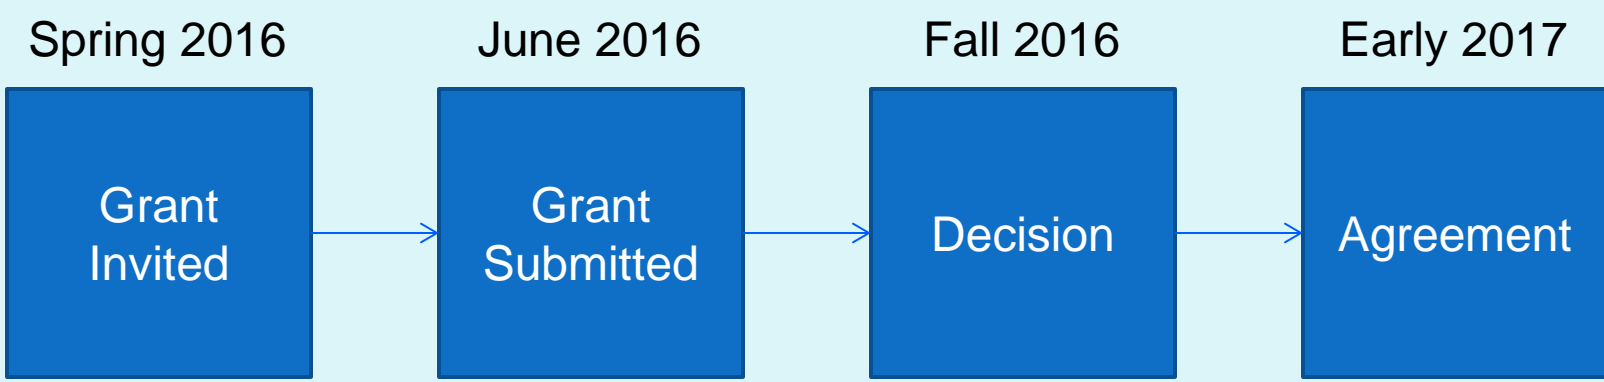 Spring 2016
June 2016
Fall 2016
Early 2017
Grant
Invited
Grant
Submitted
Decision
Agreement